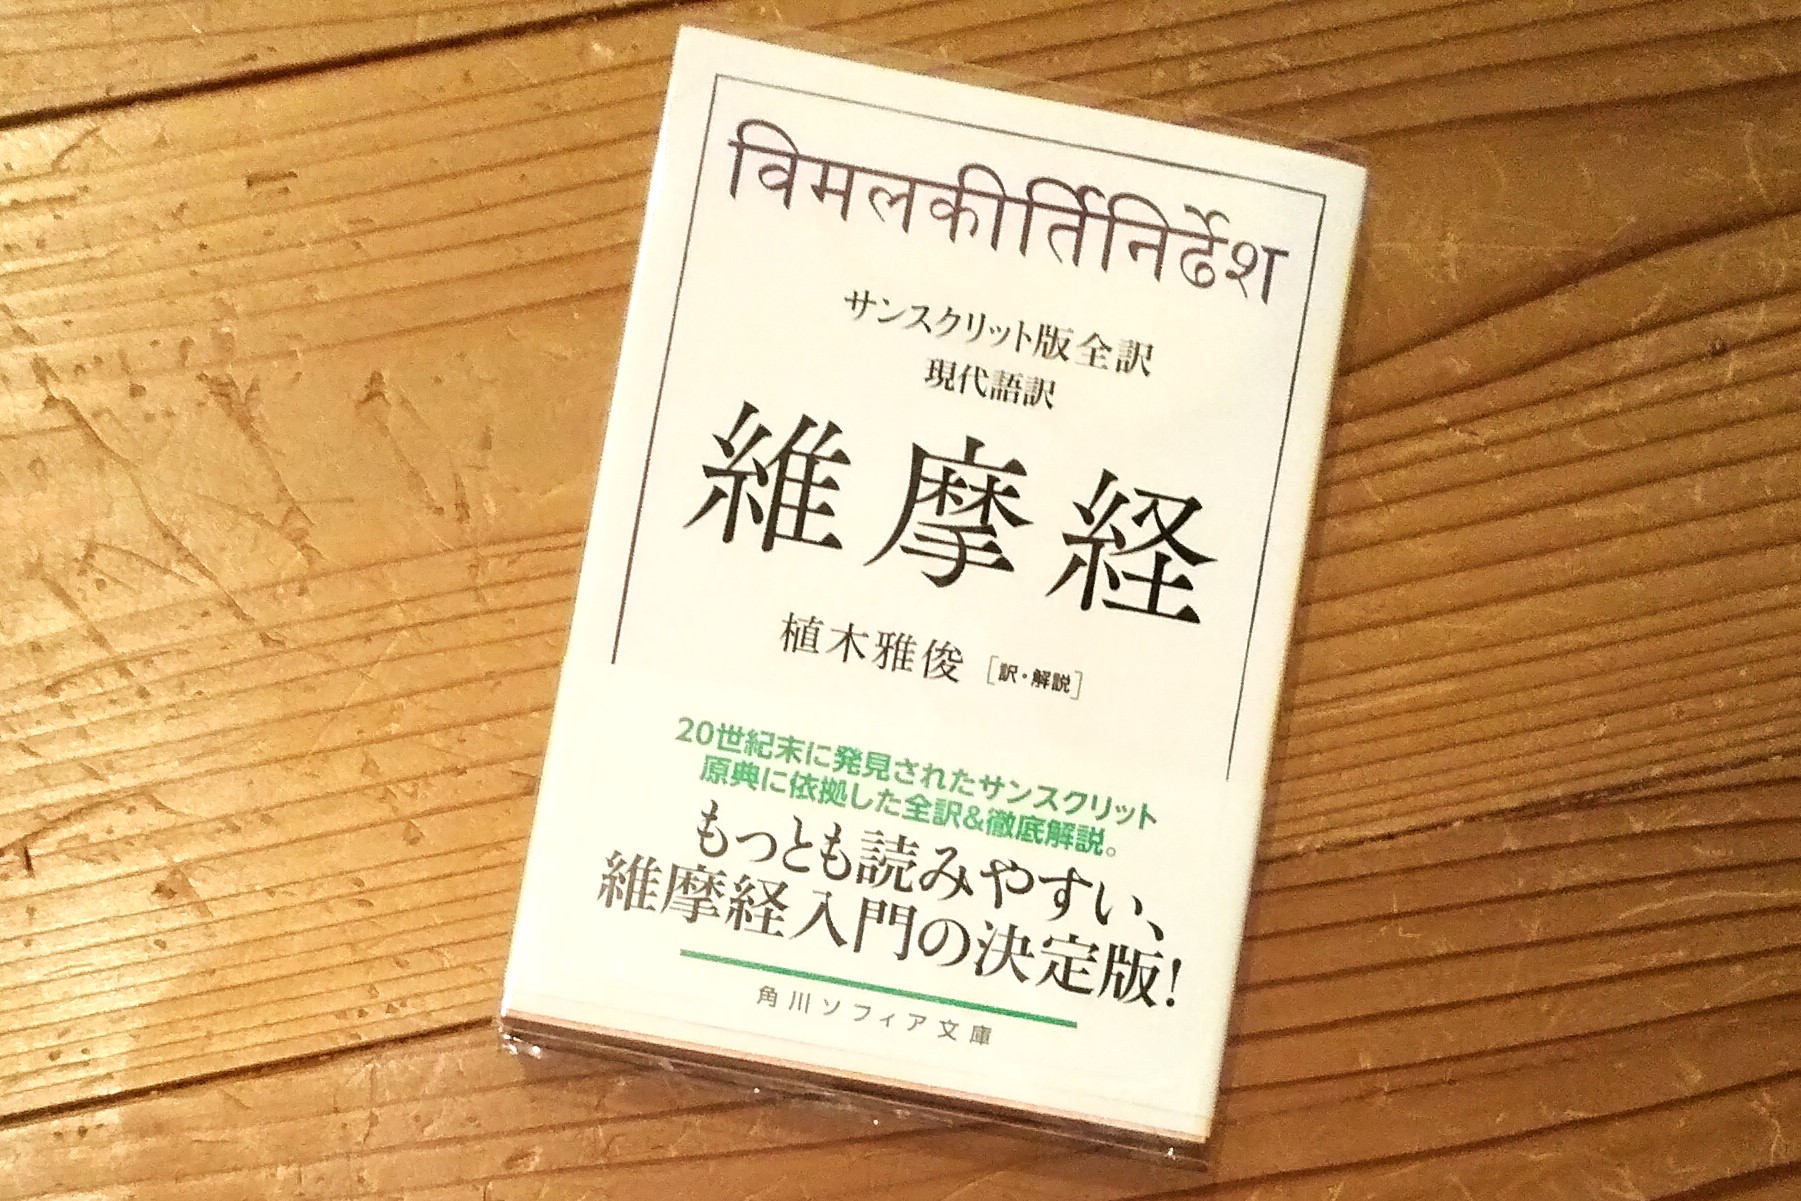 विमलकीर्तिनिर्देश
サンスクリット版全訳
現代語訳
維摩経
植木雅俊 [訳・解説]
20世紀末に発見されたサンスクリット
原典に依拠した全訳&徹底解説。
もっとも読みやすい、
維摩経入門の決定版!
角川ソフィア文庫